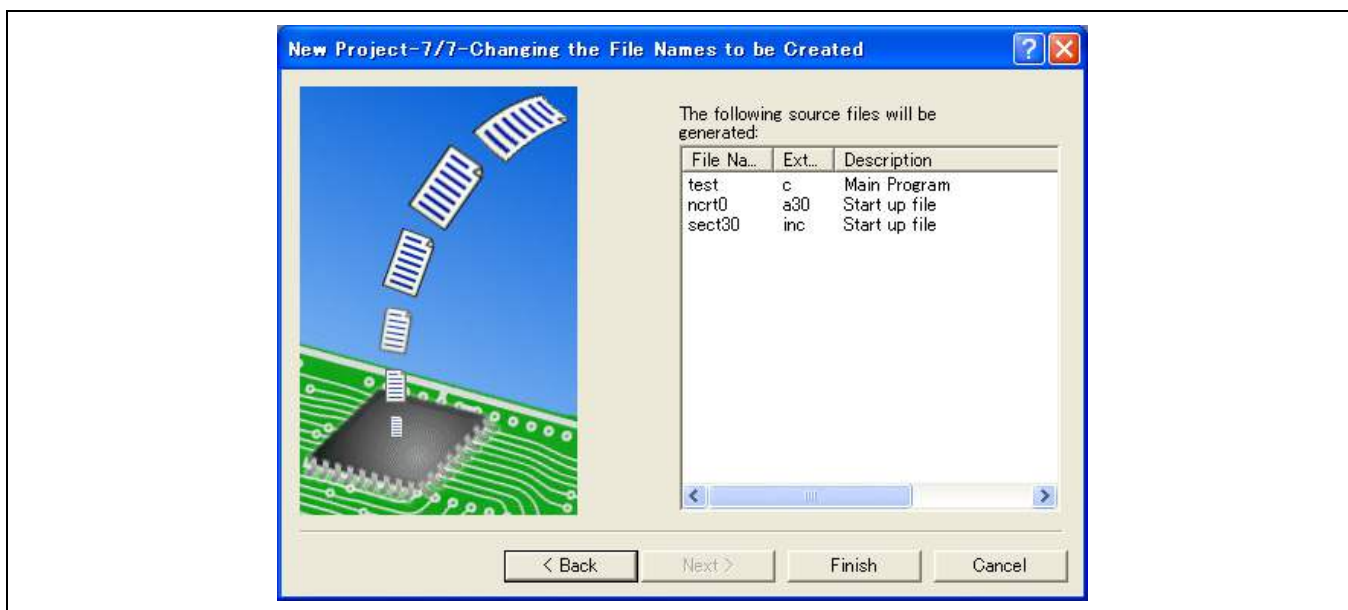 New Project-7/7-Changing the File Names to be Created
The following source files will be
generated:
File Na... Ext... Description
test c Main Program
ncrt0 a30 Start up file
sect30 inc Start up file
< Back Next > Finish Cancel